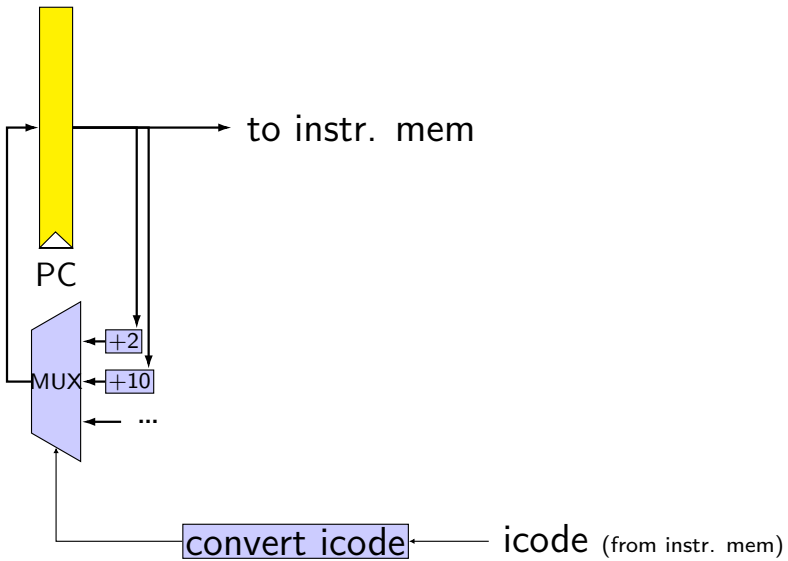 to instr. mem
PC
+2
MUX
+10
...
convert icode
icode (from instr. mem)